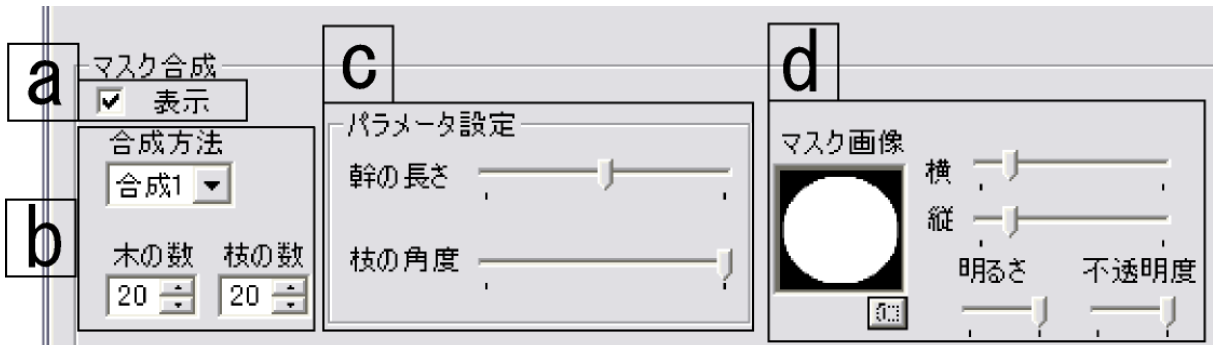 a
マスク合成
表示
b
合成方法
合成1
木の数 枝の数
20 20
c
パラメータ設定
幹の長さ
枝の角度
d
マスク画像
横
縦
明るさ 不透明度